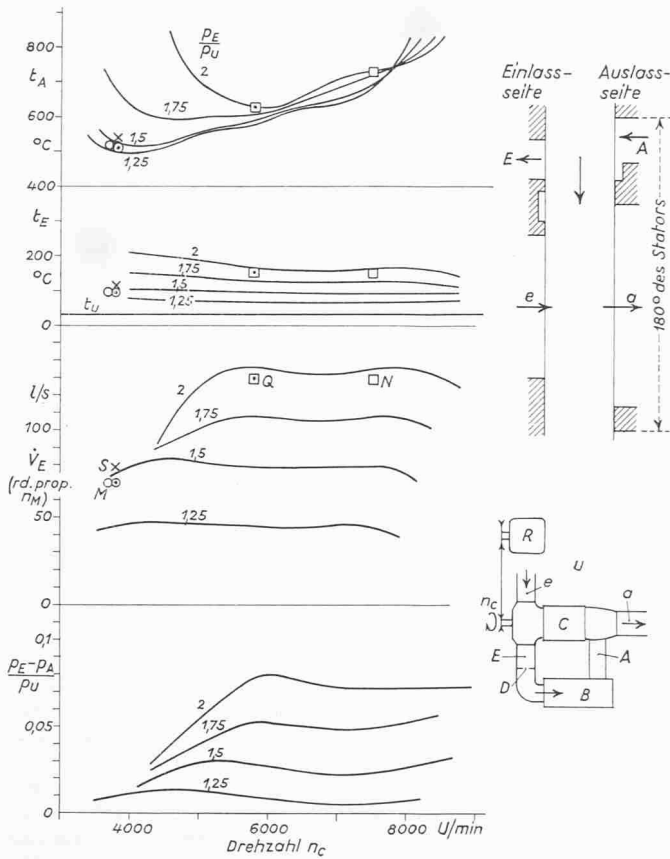 800
t_A
600
°C
400
t_E
200
°C
t_U
0
l/s
100
V̇_E
(rd. prop.
n_M)
50
0
0,1
p_E-p_A
p_U
0,05
0
p_E
p_U
2
1,75
1,5
1,25
2
1,75
1,5
1,25
2
Q
N
1,75
S
1,5
M
1,25
2
1,75
1,5
1,25
4000 6000 8000 U/min
Drehzahl n_c
Einlass-
seite
Auslass-
seite
E
A
e
a
180° des Stators
R
U
e
a
n_c
C
E
A
D
B